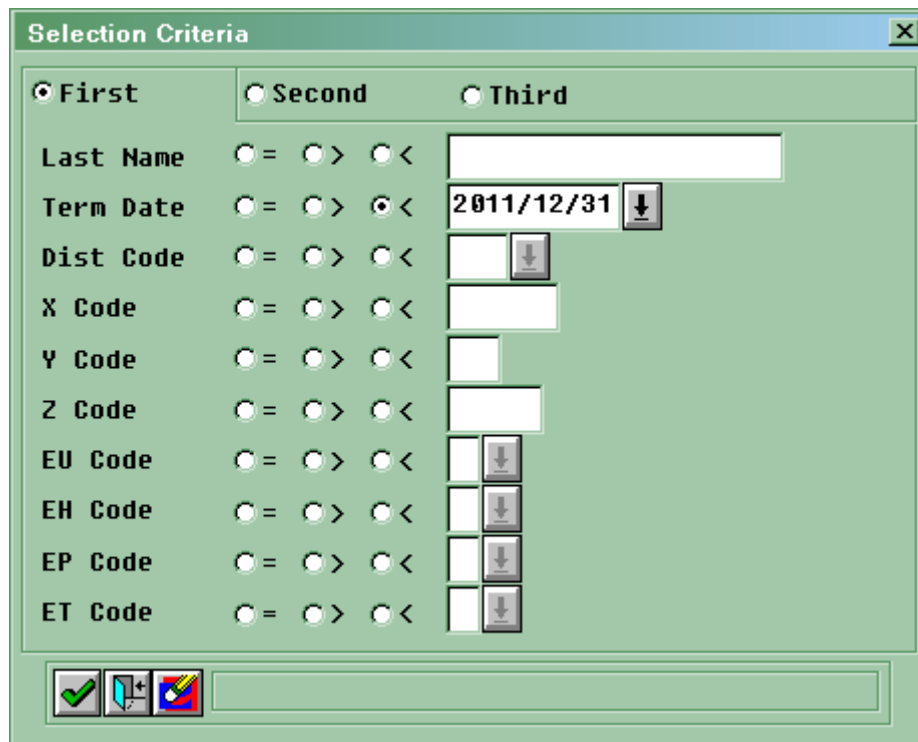 Selection Criteria
First Second Third
Last Name = > <
Term Date = > < 2011/12/31
Dist Code = > <
X Code = > <
Y Code = > <
Z Code = > <
EU Code = > <
EH Code = > <
EP Code = > <
ET Code = > <